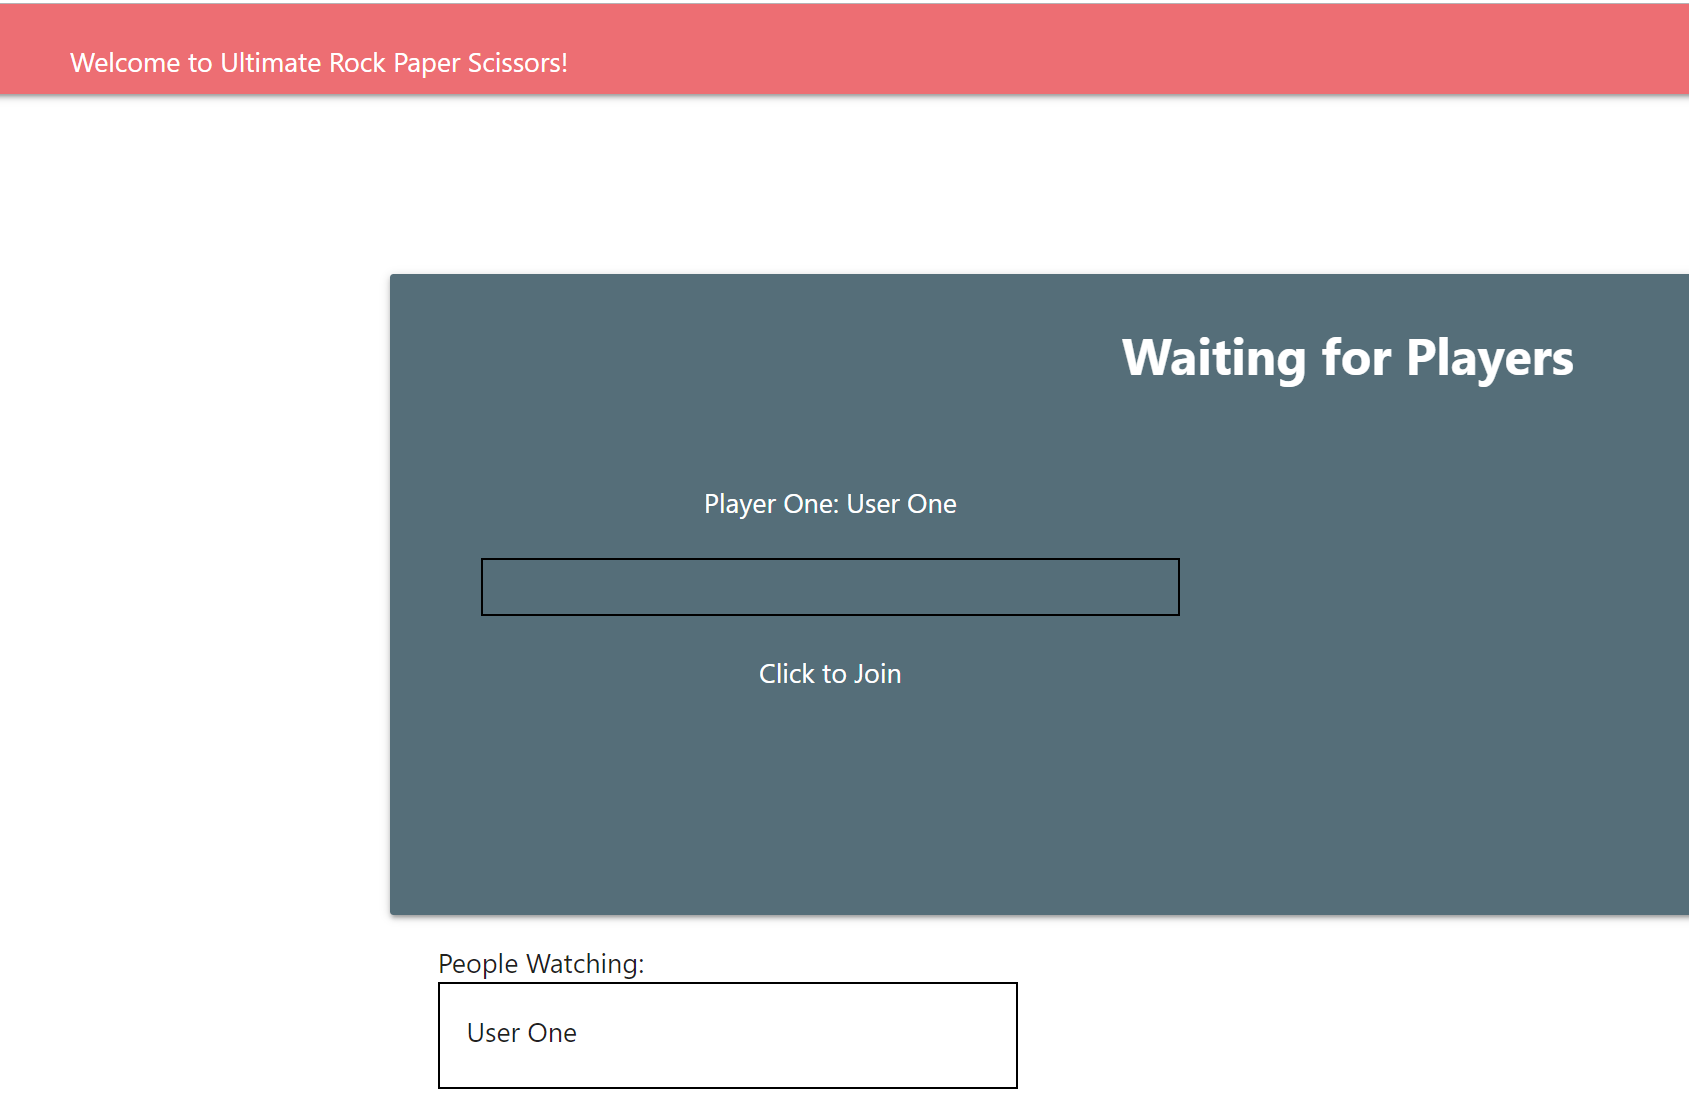 Welcome to Ultimate Rock Paper Scissors!
Waiting for Players
Player One: User One
Click to Join
People Watching:
User One